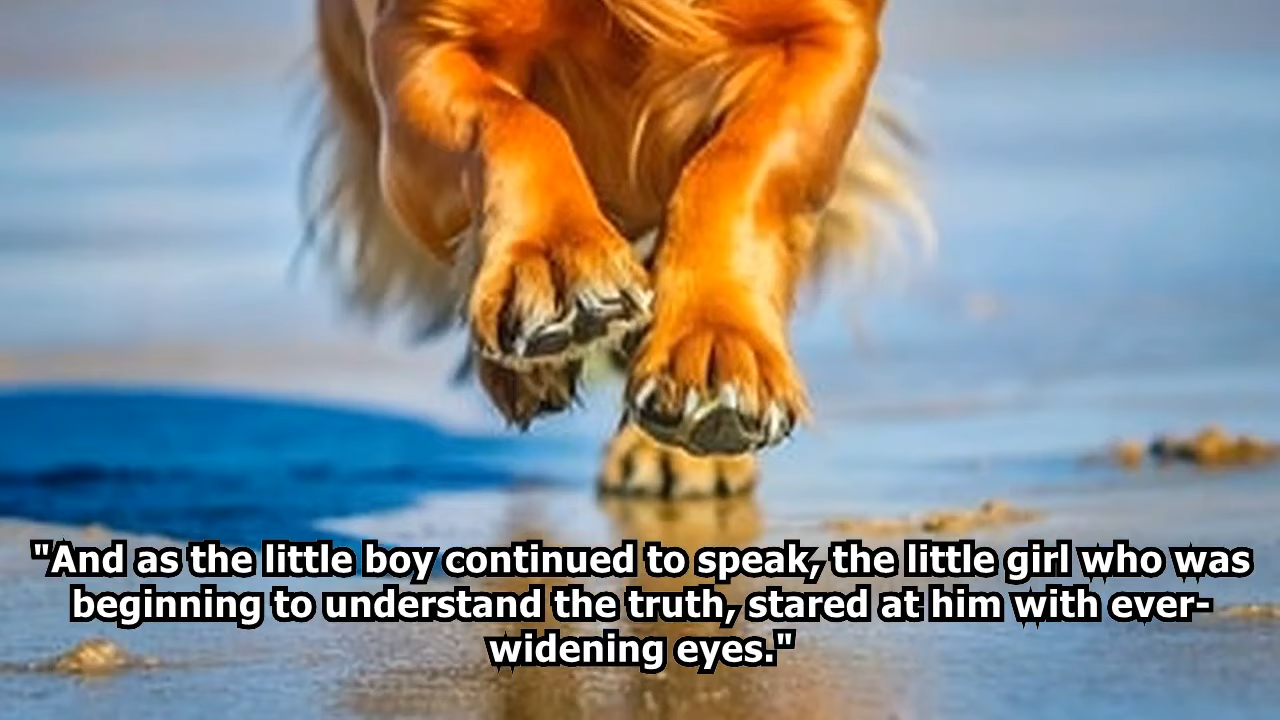 "And as the little boy continued to speak, the little girl who was
beginning to understand the truth, stared at him with ever-
widening eyes."